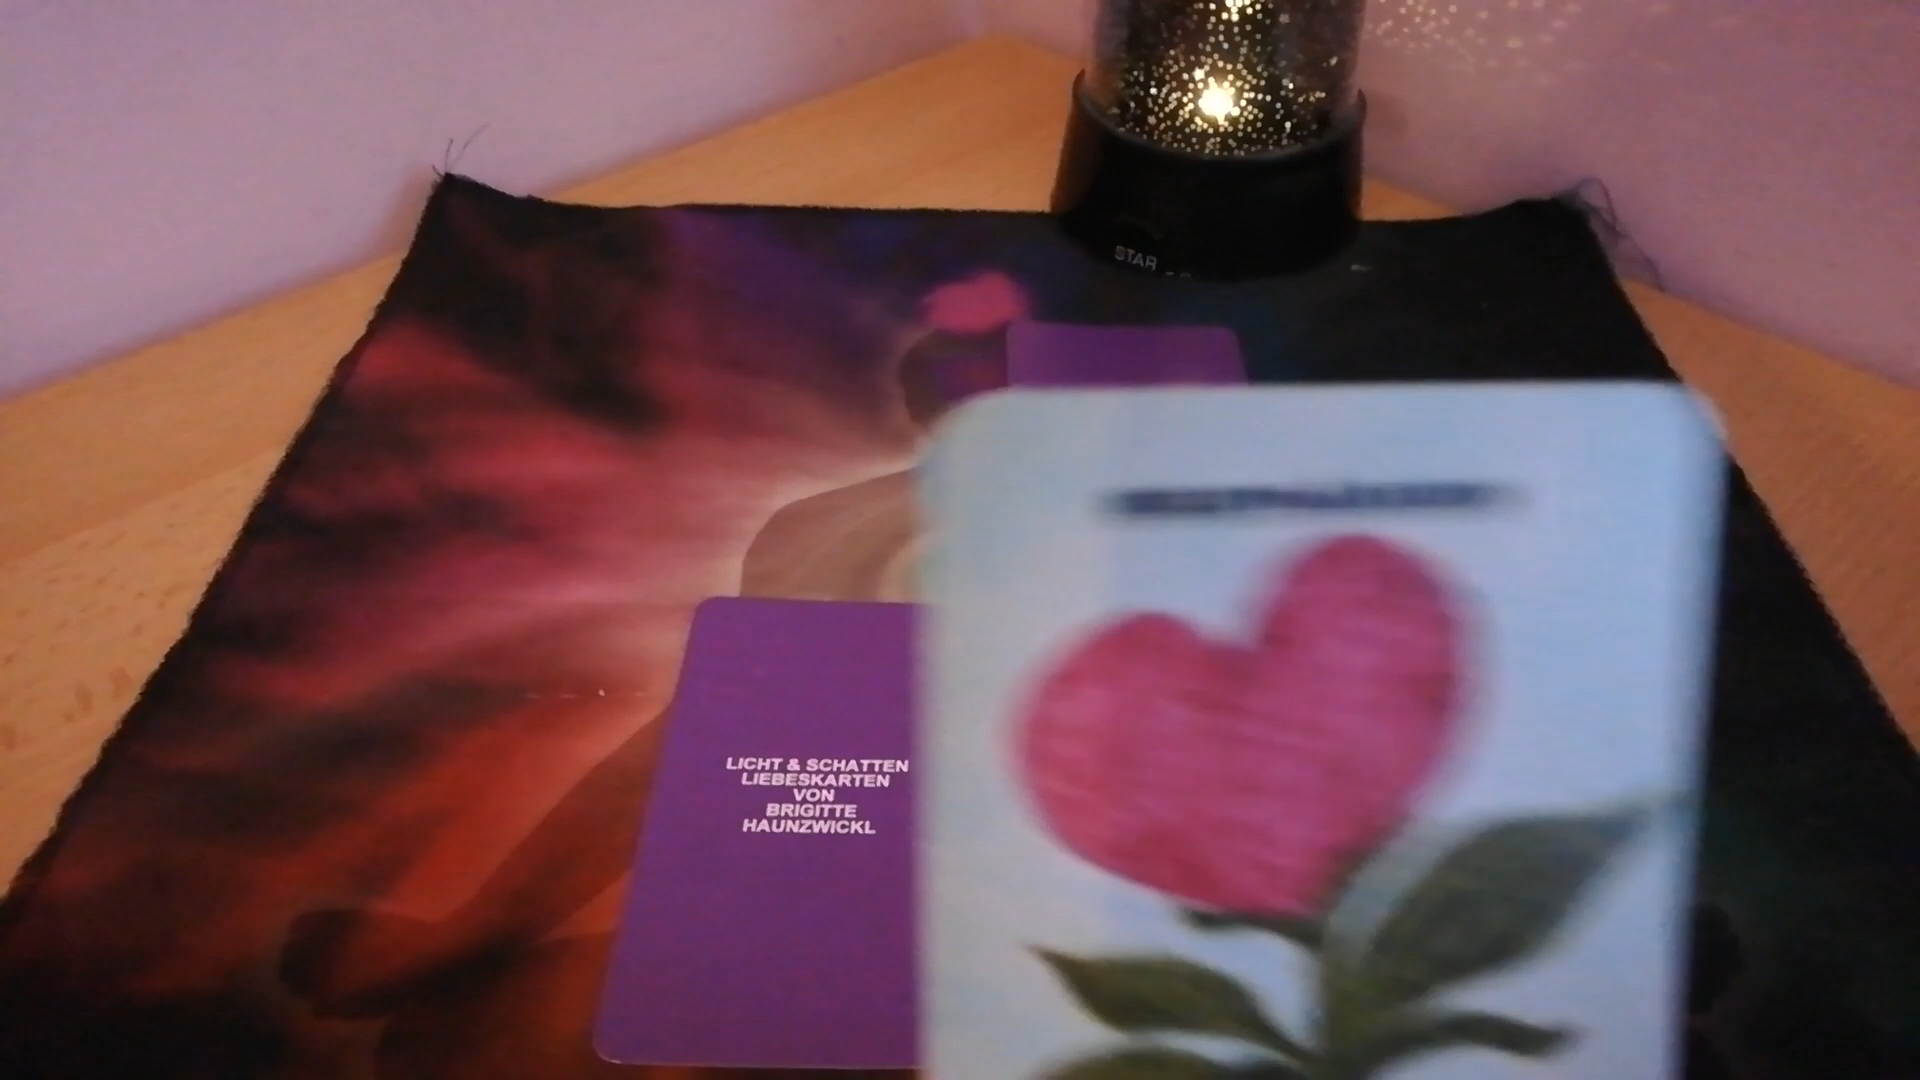 STAR
LICHT & SCHATTEN
LIEBESKARTEN
VON
BRIGITTE
HAUNZWICKL